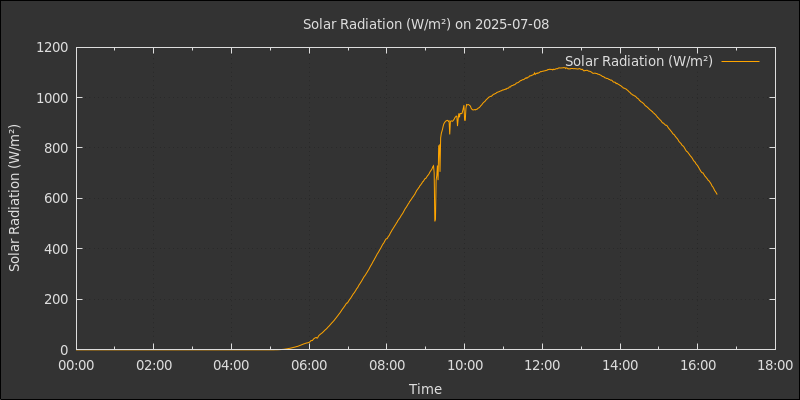 Solar Radiation (W/m²) on 2025-07-08
Solar Radiation (W/m²)
1200
1000
800
600
400
200
0
Solar Radiation (W/m²)
00:00 02:00 04:00 06:00 08:00 10:00 12:00 14:00 16:00 18:00
Time